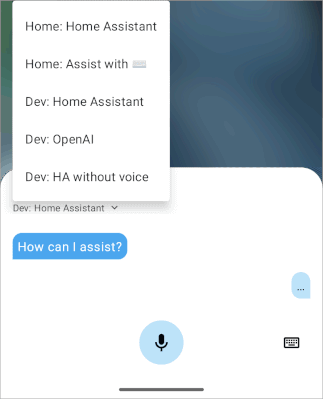 Home: Home Assistant
Home: Assist with ⌨️
Dev: Home Assistant
Dev: OpenAI
Dev: HA without voice
Dev: Home Assistant
How can I assist?
...